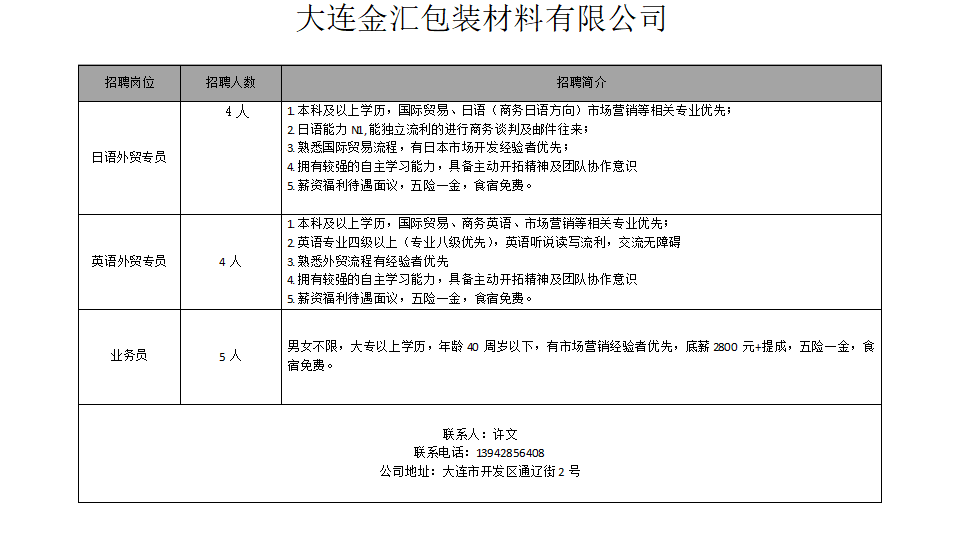 大连金汇包装材料有限公司
招聘岗位 招聘人数 招聘简介
日语外贸专员
4人
1.本科及以上学历，国际贸易、日语（商务日语方向）市场营销等相关专业优先；
2.日语能力N1,能独立流利的进行商务谈判及邮件往来；
3.熟悉国际贸易流程，有日本市场开发经验者优先；
4.拥有较强的自主学习能力，具备主动开拓精神及团队协作意识
5.薪资福利待遇面议，五险一金，食宿免费。
英语外贸专员
4人
1.本科及以上学历，国际贸易、商务英语、市场营销等相关专业优先；
2.英语专业四级以上（专业八级优先），英语听说读写流利，交流无障碍
3.熟悉外贸流程有经验者优先
4.拥有较强的自主学习能力，具备主动开拓精神及团队协作意识
5.薪资福利待遇面议，五险一金，食宿免费。
业务员
5人
男女不限，大专以上学历，年龄40 周岁以下，有市场营销经验者优先，底薪2800 元+提成，五险一金，食
宿免费。
联系人：许文
联系电话：13942856408
公司地址：大连市开发区通辽街2号